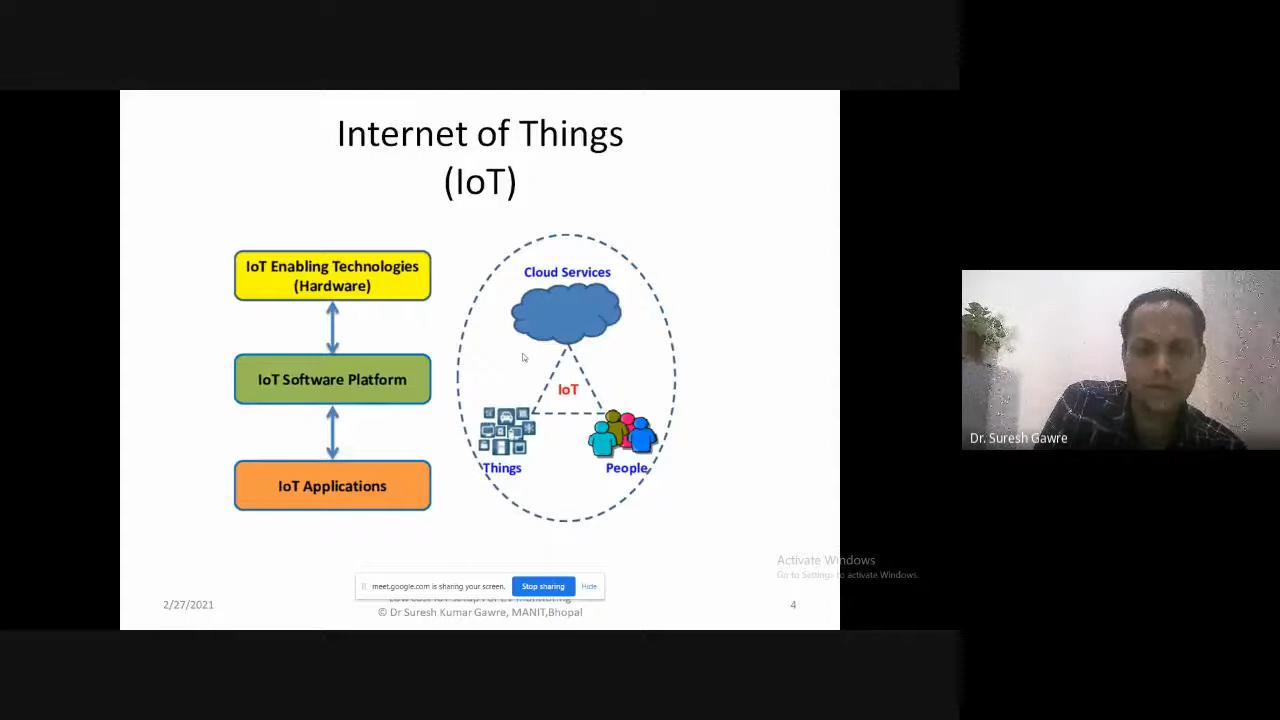 Internet of Things
(IoT)
IoT Enabling Technologies
(Hardware)
IoT Software Platform
IoT Applications
Cloud Services
IoT
Things
People
meet.google.com is sharing your screen.
Stop sharing
Hide
2/27/2021
© Dr Suresh Kumar Gawre, MANIT,Bhopal
4
Activate Windows
Go to Settings to activate Windows.
Dr. Suresh Gawre